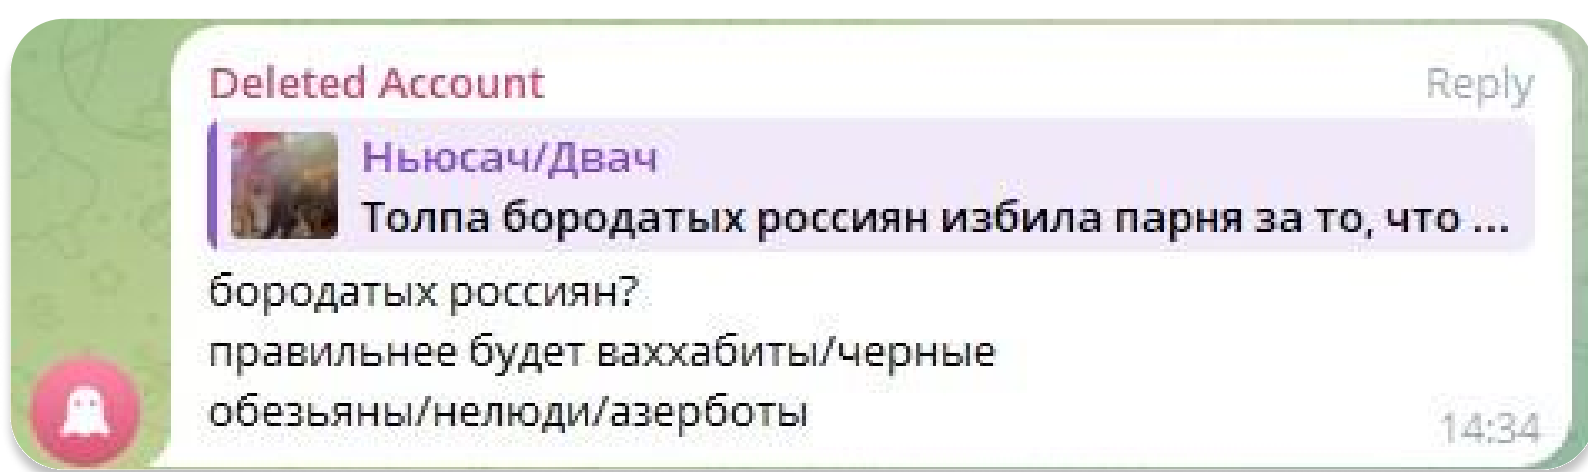 Deleted Account Reply
Ньюсач/Двач
Толпа бородатых россиян избила парня за то, что ...
бородатых россиян?
правильнее будет ваххабиты/черные
обезьяны/нелюди/азерботы
14:34